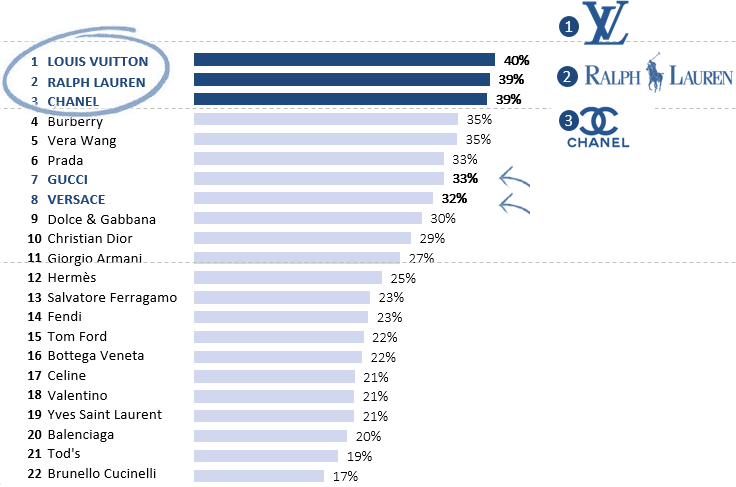 1 LOUIS VUITTON 40%
2 RALPH LAUREN 39%
3 CHANEL 39%
4 Burberry 35%
5 Vera Wang 35%
6 Prada 33%
7 GUCCI 33%
8 VERSACE 32%
9 Dolce & Gabbana 30%
10 Christian Dior 29%
11 Giorgio Armani 27%
12 Hermès 25%
13 Salvatore Ferragamo 23%
14 Fendi 23%
15 Tom Ford 22%
16 Bottega Veneta 22%
17 Celine 21%
18 Valentino 21%
19 Yves Saint Laurent 21%
20 Balenciaga 20%
21 Tod's 19%
22 Brunello Cucinelli 17%
1 LV
2 RALPH LAUREN
3 CHANEL